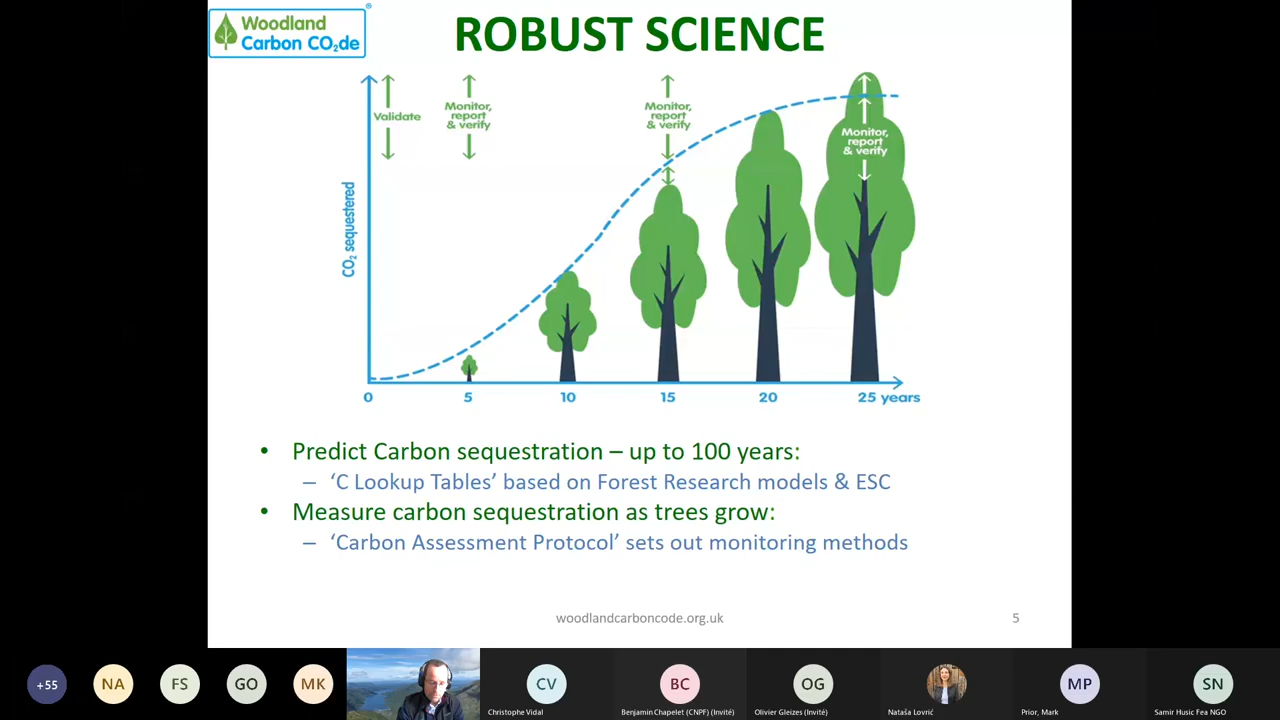 Woodland
Carbon CO₂de
®
ROBUST SCIENCE
Validate
Monitor,
report
& verify
Monitor,
report
& verify
Monitor,
report
& verify
CO₂ sequestered
0 5 10 15 20 25 years
• Predict Carbon sequestration – up to 100 years:
– ‘C Lookup Tables’ based on Forest Research models & ESC
• Measure carbon sequestration as trees grow:
– ‘Carbon Assessment Protocol’ sets out monitoring methods
woodlandcarboncode.org.uk 5
+55 NA FS GO MK CV BC OG MP SN
Christophe Vidal Benjamin Chapelet (CNPF) (Invité) Olivier Gleizes (Invité) Nataša Lovrić Prior, Mark Samir Husic Fea NGO